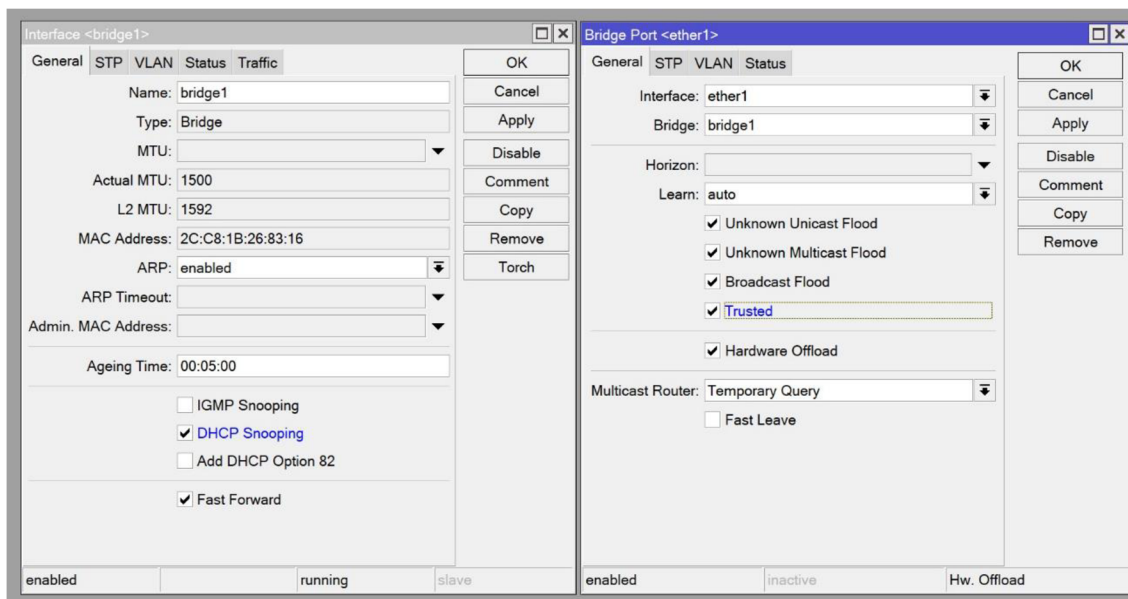 Interface <bridge1>
General STP VLAN Status Traffic
Name: bridge1
Type: Bridge
MTU:
Actual MTU: 1500
L2 MTU: 1592
MAC Address: 2C:C8:1B:26:83:16
ARP: enabled
ARP Timeout:
Admin. MAC Address:
Ageing Time: 00:05:00
IGMP Snooping
DHCP Snooping
Add DHCP Option 82
Fast Forward
OK
Cancel
Apply
Disable
Comment
Copy
Remove
Torch
enabled running slave
Bridge Port <ether1>
General STP VLAN Status
Interface: ether1
Bridge: bridge1
Horizon:
Learn: auto
Unknown Unicast Flood
Unknown Multicast Flood
Broadcast Flood
Trusted
Hardware Offload
Multicast Router: Temporary Query
Fast Leave
OK
Cancel
Apply
Disable
Comment
Copy
Remove
enabled inactive Hw. Offload